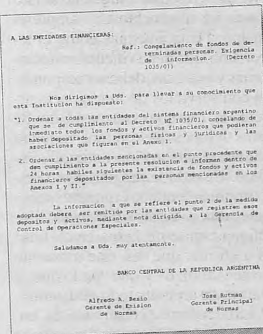 A LAS ENTIDADES FINANCIERAS:
Ref.: Congelamiento de fondos de de-
terminadas personas. Exigencia
de información. (Decreto
1035/01)
Nos dirigimos a Uds. para llevar a su conocimiento que
esta Institución ha dispuesto:
"1. Ordenar a todas las entidades del sistema financiero argentino
que se de cumplimiento al Decreto Nº 1035/01, congelando de
inmediato todos los fondos y activos financieros que pudieran
haber depositado las personas físicas y jurídicas y las
asociaciones que figuran en el Anexo I.
2. Ordenar a las entidades mencionadas en el punto precedente que
den cumplimiento a la presente resolución e informen dentro de
24 horas hábiles siguientes la existencia de fondos y activos
financieros depositados por las personas mencionadas en los
Anexos I y II."
La información a que se refiere el punto 2 de la medida
adoptada deberá ser remitida por las entidades que registren esos
depósitos y activos, mediante nota dirigida a la Gerencia de
Control de Operaciones Especiales.
Saludamos a Uds. muy atentamente.
BANCO CENTRAL DE LA REPUBLICA ARGENTINA
Alfredo A. Besio
Gerente de Emisión
de Normas
José Rutman
Gerente Principal
de Normas